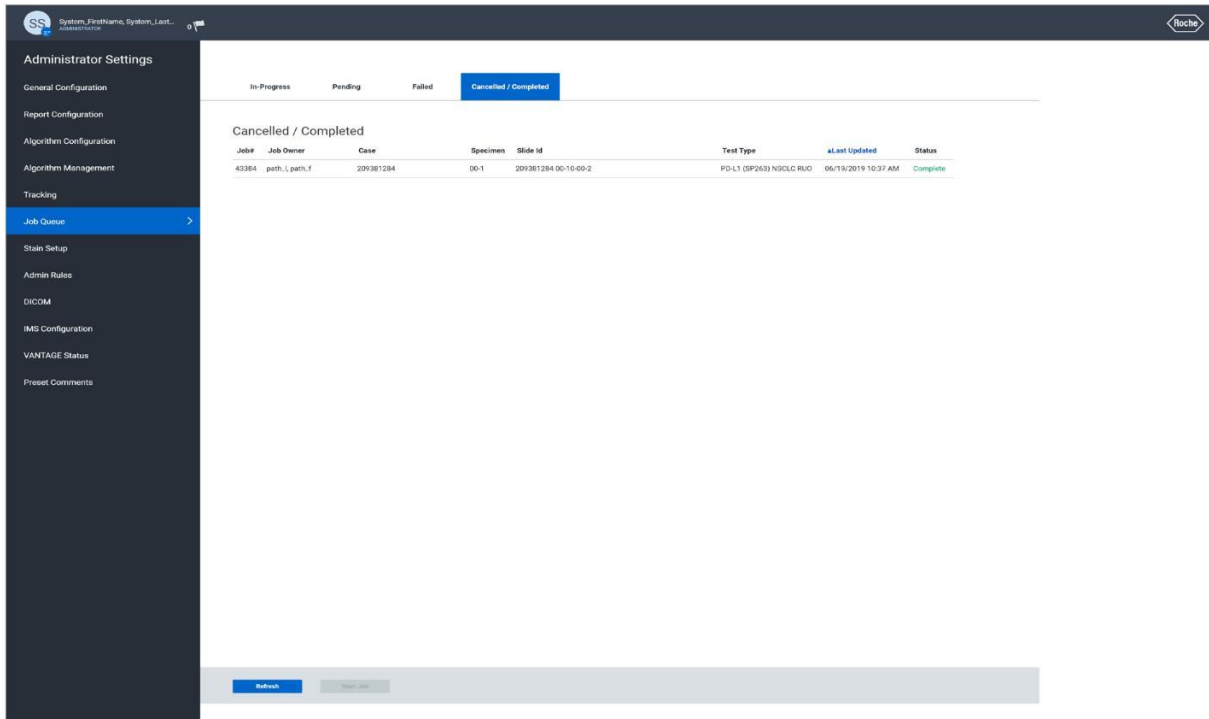 SS
System_FirstName, System_Last...
ADMINISTRATOR
0
Roche
Administrator Settings
General Configuration
Report Configuration
Algorithm Configuration
Algorithm Management
Tracking
Job Queue
Stain Setup
Admin Rules
DICOM
IMS Configuration
VANTAGE Status
Preset Comments
In-Progress Pending Failed Cancelled / Completed
Cancelled / Completed
Job# Job Owner Case Specimen Slide Id Test Type ▲Last Updated Status
43384 path_l, path_f 209381284 00-1 209381284 00-10-00-2 PD-L1 (SP263) NSCLC RUO 06/19/2019 10:37 AM Complete
Refresh